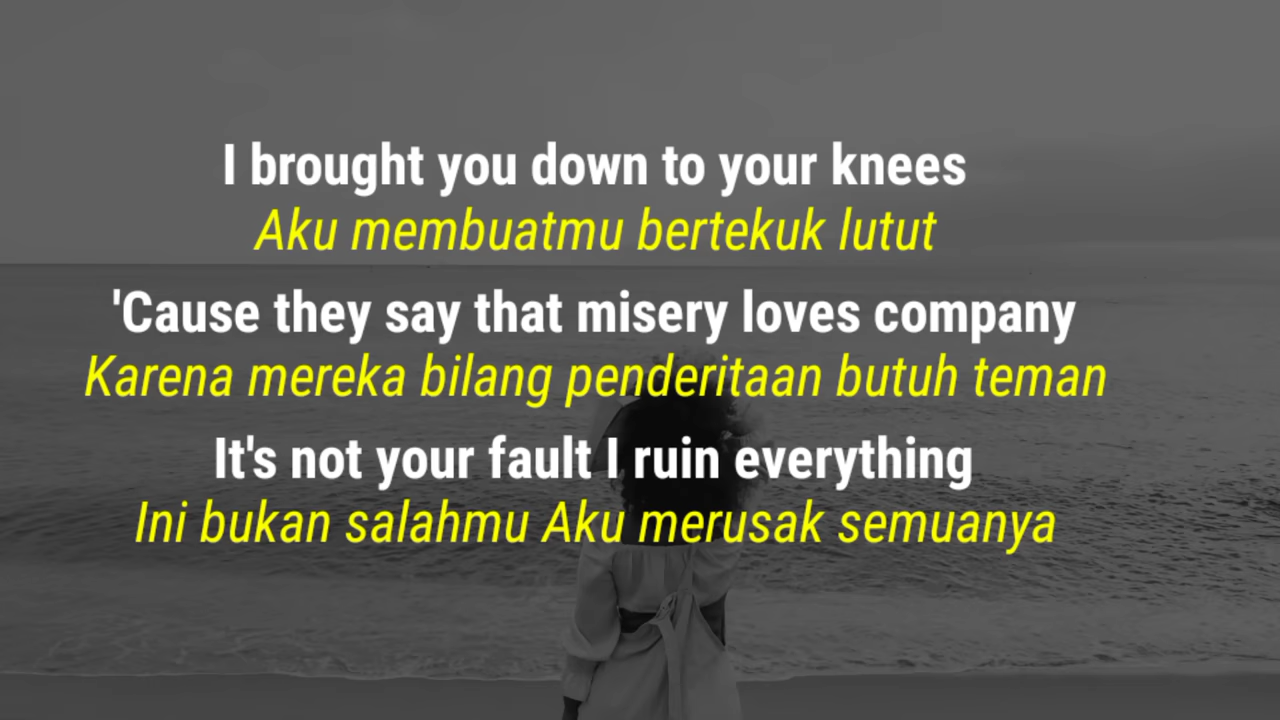 I brought you down to your knees
Aku membuatmu bertekuk lutut
'Cause they say that misery loves company
Karena mereka bilang penderitaan butuh teman
It's not your fault I ruin everything
Ini bukan salahmu Aku merusak semuanya